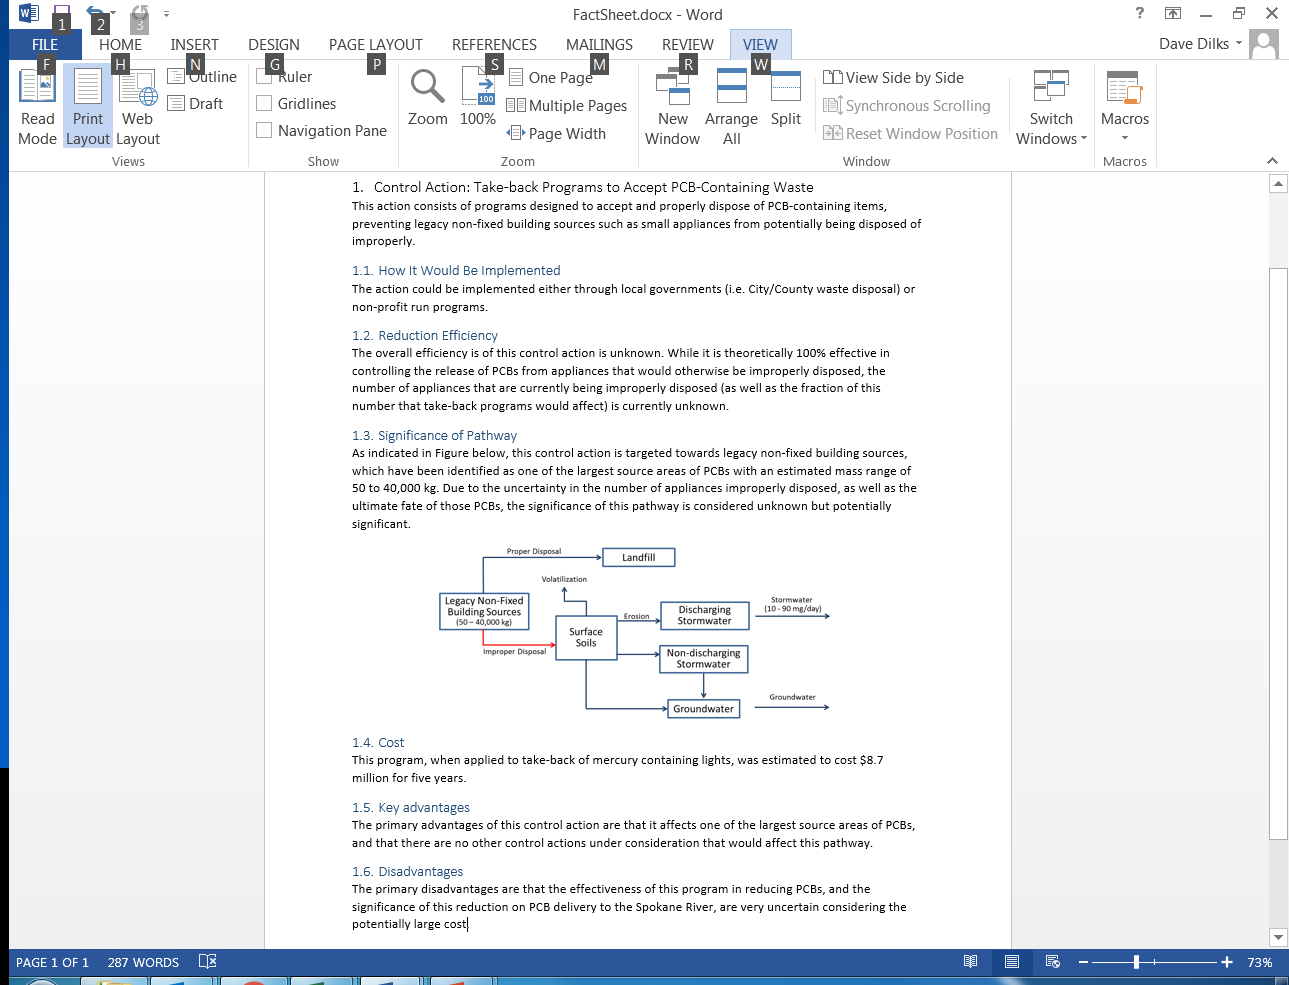 FactSheet.docx - Word
1 2 3
FILE HOME INSERT DESIGN PAGE LAYOUT REFERENCES MAILINGS REVIEW VIEW Dave Dilks
F H N G P S M R W
Read Mode
Print Layout
Web Layout
Outline
Draft
Views
Ruler
Gridlines
Navigation Pane
Show
Zoom
100
100%
One Page
Multiple Pages
Page Width
Zoom
New Window
Arrange All
Split
View Side by Side
Synchronous Scrolling
Reset Window Position
Window
Switch Windows
Macros
Macros
1. Control Action: Take-back Programs to Accept PCB-Containing Waste
This action consists of programs designed to accept and properly dispose of PCB-containing items,
preventing legacy non-fixed building sources such as small appliances from potentially being disposed of
improperly.
1.1. How It Would Be Implemented
The action could be implemented either through local governments (i.e. City/County waste disposal) or
non-profit run programs.
1.2. Reduction Efficiency
The overall efficiency is of this control action is unknown. While it is theoretically 100% effective in
controlling the release of PCBs from appliances that would otherwise be improperly disposed, the
number of appliances that are currently being improperly disposed (as well as the fraction of this
number that take-back programs would affect) is currently unknown.
1.3. Significance of Pathway
As indicated in Figure below, this control action is targeted towards legacy non-fixed building sources,
which have been identified as one of the largest source areas of PCBs with an estimated mass range of
50 to 40,000 kg. Due to the uncertainty in the number of appliances improperly disposed, as well as the
ultimate fate of those PCBs, the significance of this pathway is considered unknown but potentially
significant.
Proper Disposal
Landfill
Volatilization
Legacy Non-Fixed
Building Sources
(50 – 40,000 kg)
Improper Disposal
Surface
Soils
Erosion
Discharging
Stormwater
Stormwater
(10 - 90 mg/day)
Non-discharging
Stormwater
Groundwater
Groundwater
1.4. Cost
This program, when applied to take-back of mercury containing lights, was estimated to cost $8.7
million for five years.
1.5. Key advantages
The primary advantages of this control action are that it affects one of the largest source areas of PCBs,
and that there are no other control actions under consideration that would affect this pathway.
1.6. Disadvantages
The primary disadvantages are that the effectiveness of this program in reducing PCBs, and the
significance of this reduction on PCB delivery to the Spokane River, are very uncertain considering the
potentially large cost
PAGE 1 OF 1 287 WORDS 73%